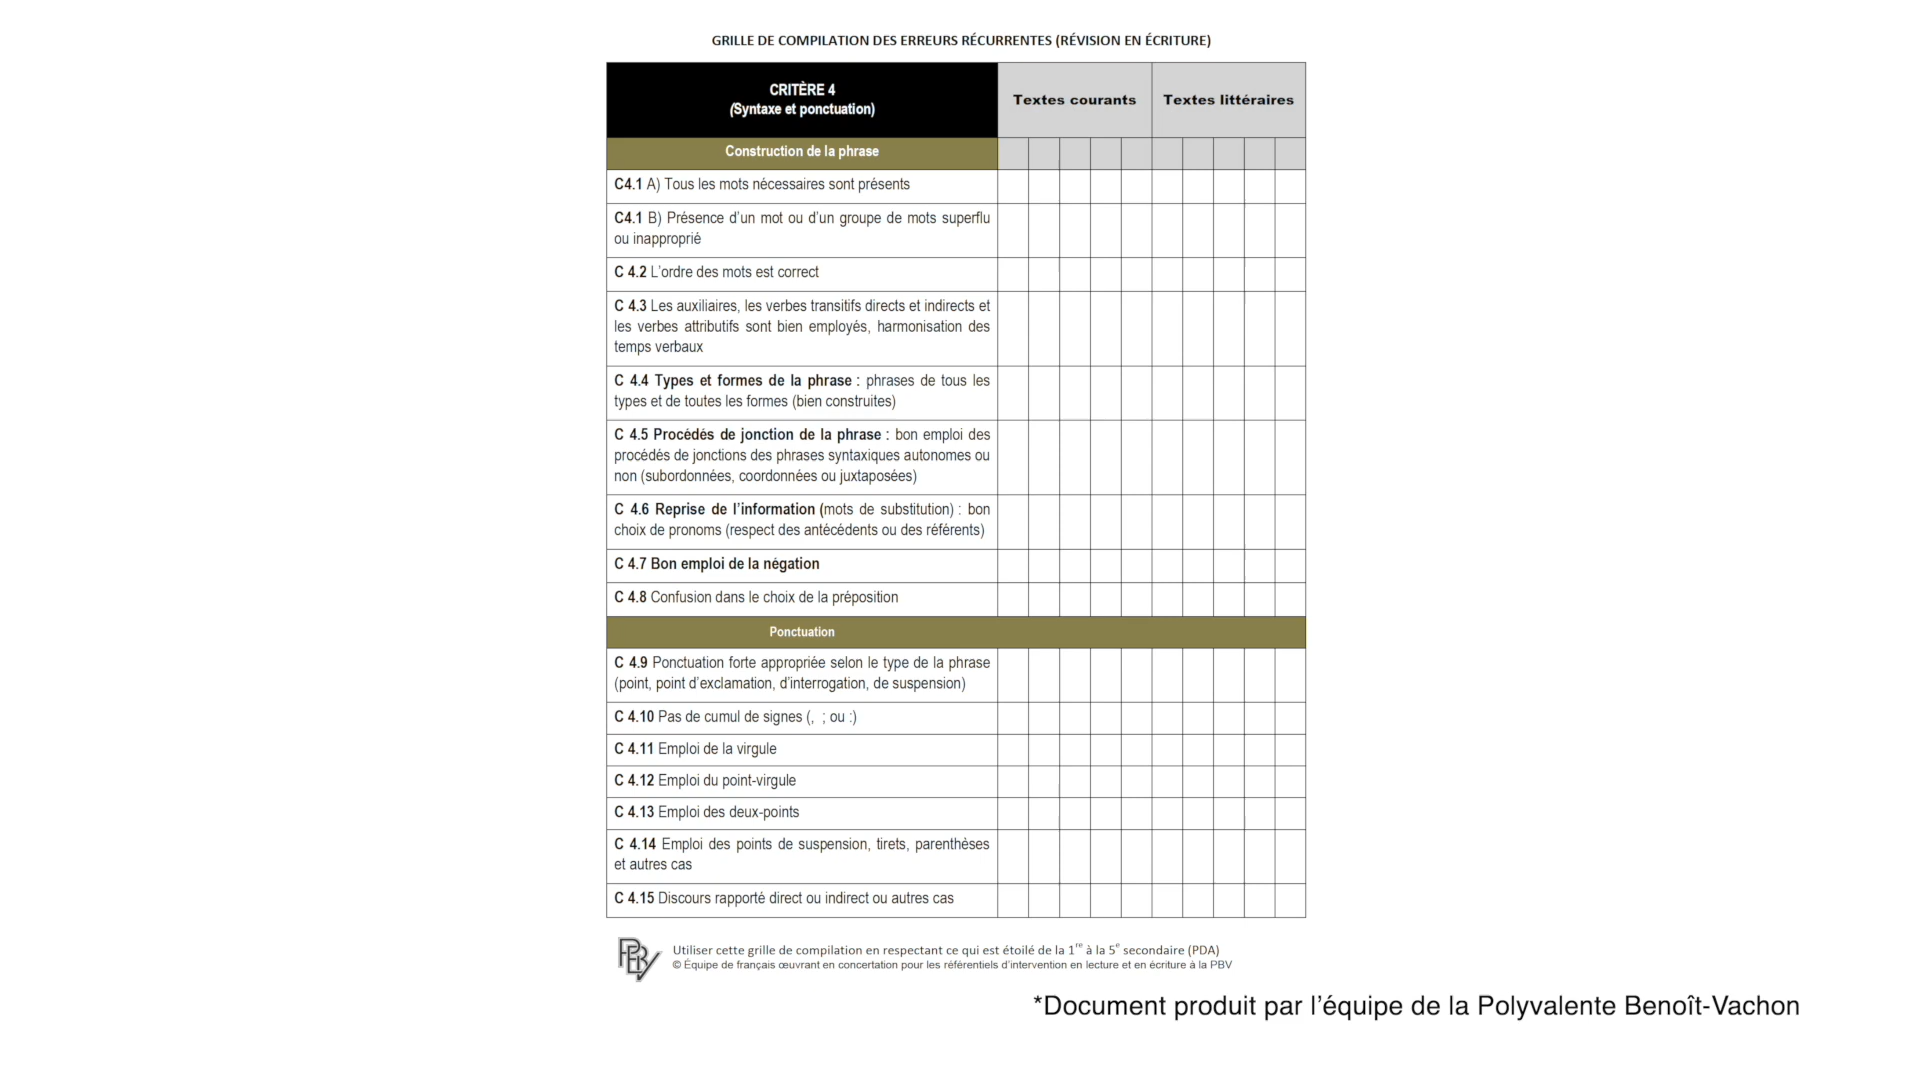 GRILLE DE COMPILATION DES ERREURS RÉCURRENTES (RÉVISION EN ÉCRITURE)
CRITÈRE 4
(Syntaxe et ponctuation)
Textes courants
Textes littéraires
Construction de la phrase
C4.1 A) Tous les mots nécessaires sont présents
C4.1 B) Présence d’un mot ou d’un groupe de mots superflu
ou inapproprié
C 4.2 L’ordre des mots est correct
C 4.3 Les auxiliaires, les verbes transitifs directs et indirects et
les verbes attributifs sont bien employés, harmonisation des
temps verbaux
C 4.4 Types et formes de la phrase : phrases de tous les
types et de toutes les formes (bien construites)
C 4.5 Procédés de jonction de la phrase : bon emploi des
procédés de jonctions des phrases syntaxiques autonomes ou
non (subordonnées, coordonnées ou juxtaposées)
C 4.6 Reprise de l’information (mots de substitution) : bon
choix de pronoms (respect des antécédents ou des référents)
C 4.7 Bon emploi de la négation
C 4.8 Confusion dans le choix de la préposition
Ponctuation
C 4.9 Ponctuation forte appropriée selon le type de la phrase
(point, point d’exclamation, d’interrogation, de suspension)
C 4.10 Pas de cumul de signes (, ; ou :)
C 4.11 Emploi de la virgule
C 4.12 Emploi du point-virgule
C 4.13 Emploi des deux-points
C 4.14 Emploi des points de suspension, tirets, parenthèses
et autres cas
C 4.15 Discours rapporté direct ou indirect ou autres cas
Utiliser cette grille de compilation en respectant ce qui est étoilé de la 1re à la 5e secondaire (PDA)
© Équipe de français œuvrant en concertation pour les référentiels d’intervention en lecture et en écriture à la PBV
*Document produit par l’équipe de la Polyvalente Benoît-Vachon